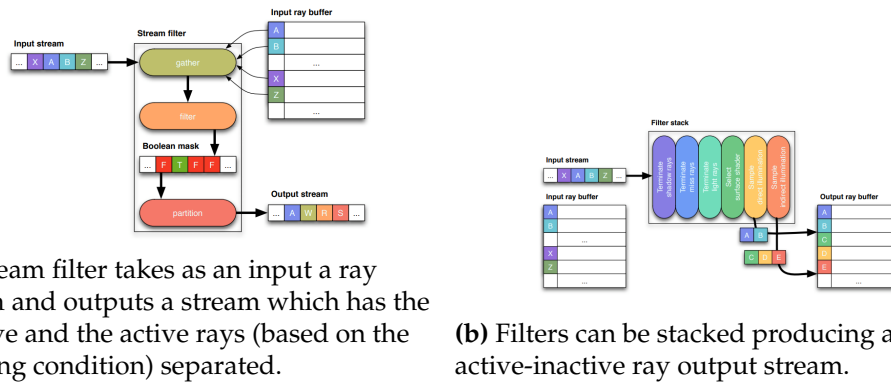 Input ray buffer
Input stream
Stream filter
... X A B Z ...
gather
A
B
...
X
Z
...
filter
Boolean mask
... F T F F ...
partition
Output stream
... A W R S ...
eam filter takes as an input a ray
n and outputs a stream which has the
ve and the active rays (based on the
ng condition) separated.
Filter stack
Input stream
... X A B Z ...
Terminate
shadow rays
Terminate
miss rays
Terminate
light rays
Select
surface shader
Sample
direct illumination
Sample
indirect illumination
Input ray buffer
A
B
...
X
Z
...
A B
C D E
Output ray buffer
A
B
C
D
E
...
(b) Filters can be stacked producing a
active-inactive ray output stream.